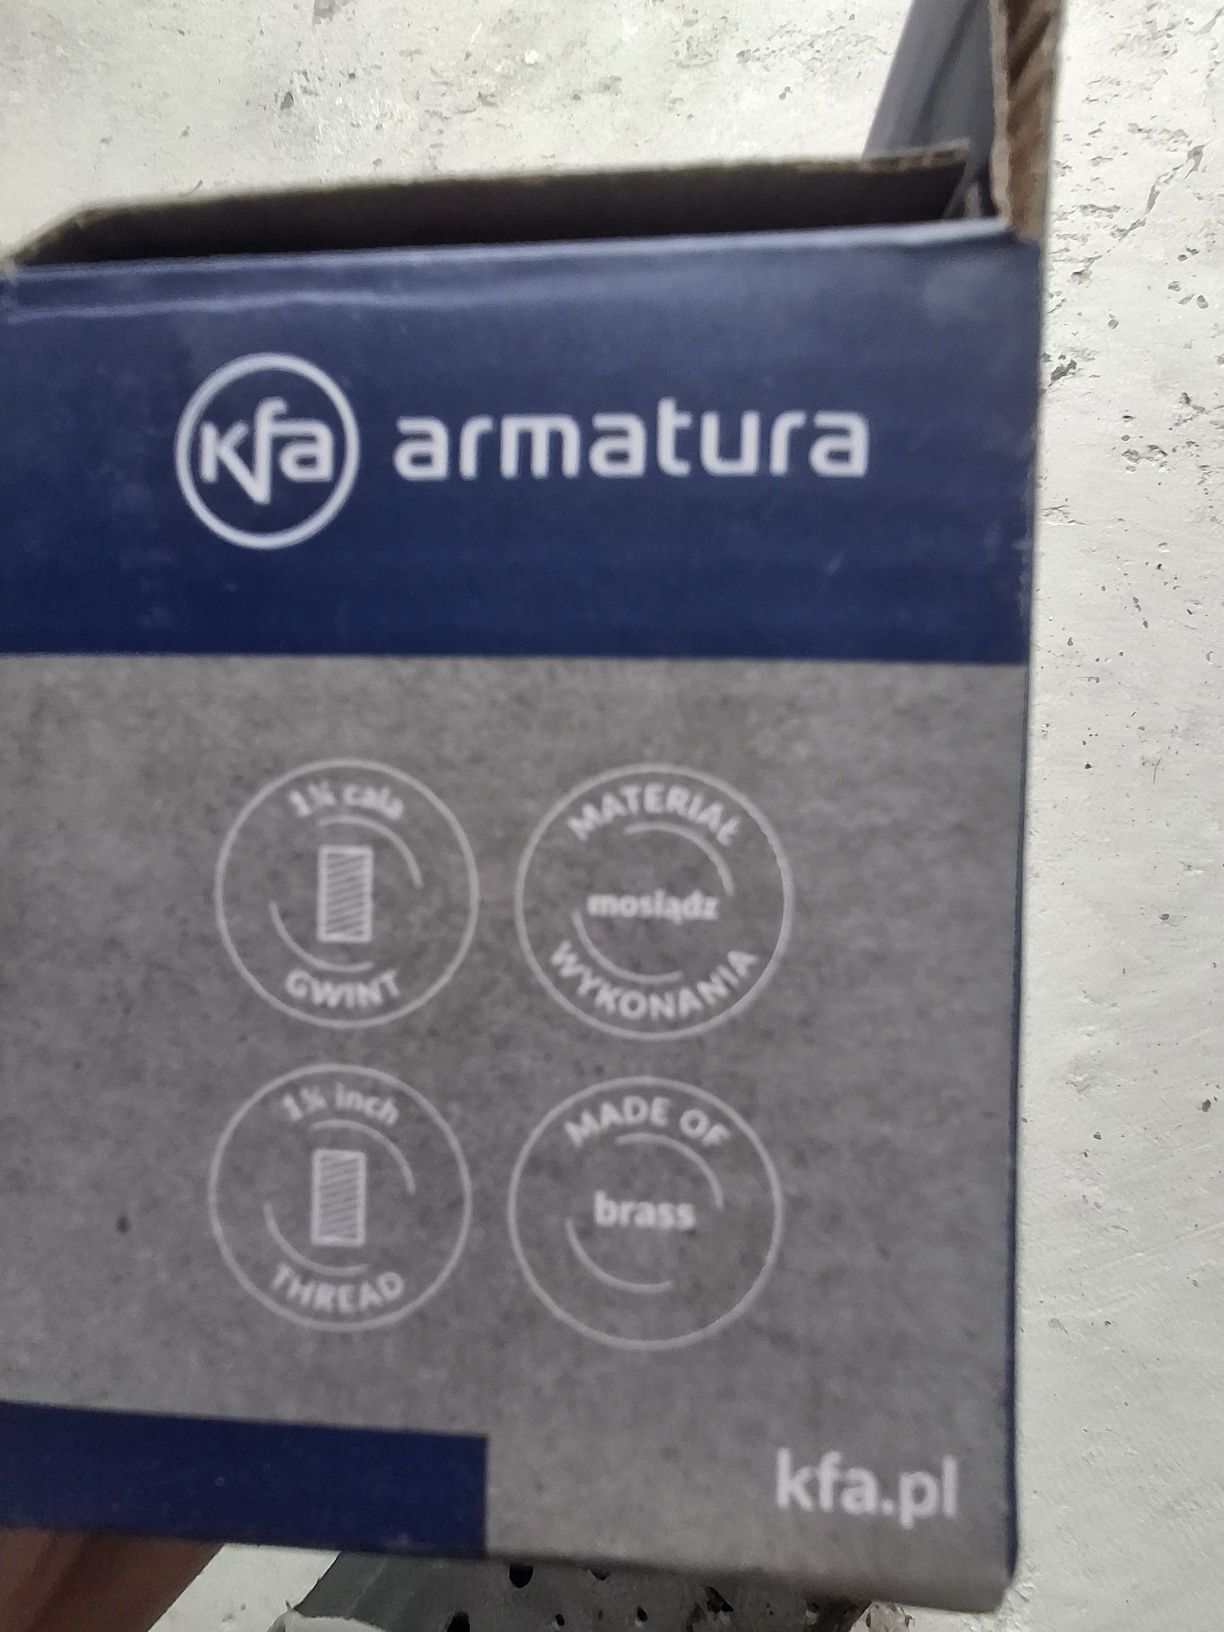 Kfa armatura
1¼ cala
GWINT
MATERIAŁ
mosiądz
WYKONANIA
1¼ inch
THREAD
MADE OF
brass
kfa.pl